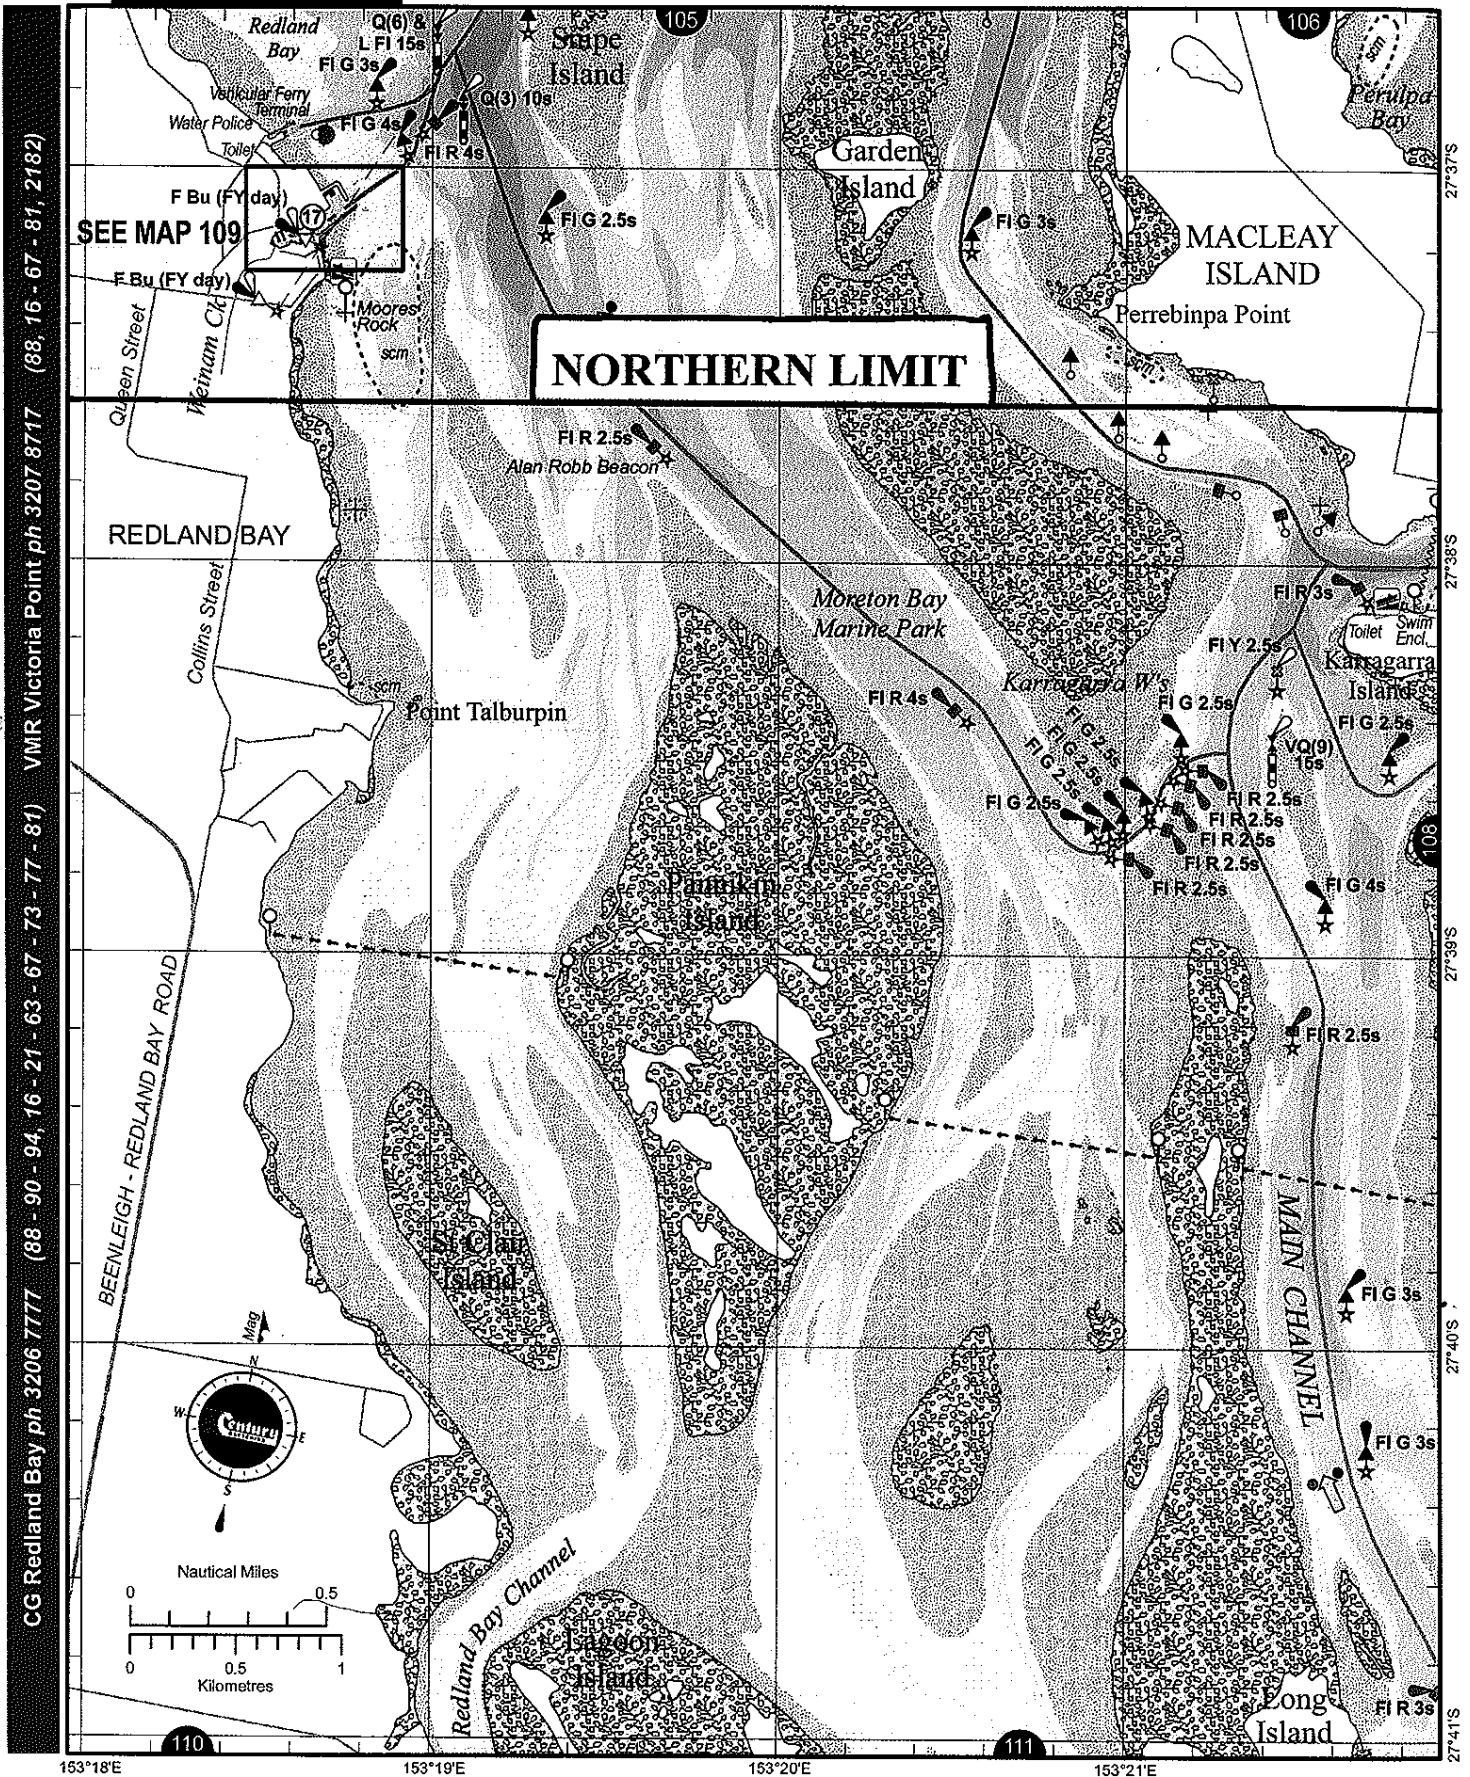 105
106
Redland
Bay
Q(6) &
L Fl 15s
Fl G 3s
Snipe
Island
Vehicular Ferry
Terminal
Water Police
Toilet
Fl G 4s
Q(3) 10s
Fl R 4s
Perulpa
Bay
Garden
Island
27°37'S
F Bu (FY day)
17
SEE MAP 109
Fl G 2.5s
Fl G 3s
MACLEAY
ISLAND
F Bu (FY day)
Moores
Rock
scm
scm
scm
Perrebinpa Point
Queen Street
Weinam Ck
NORTHERN LIMIT
Fl R 2.5s
Alan Robb Beacon
REDLAND BAY
27°38'S
Collins Street
Moreton Bay
Marine Park
Fl R 3s
Toilet
Swim
Encl.
Fl Y 2.5s
Karragarra
Island
scm
Point Talburpin
Karragarra W's
Fl R 4s
Fl G 2.5s
Fl G 2.5s
Fl G 2.5s
Fl G 2.5s
Fl G 2.5s
Fl G 2.5s
VQ(9)
15s
Fl R 2.5s
Fl R 2.5s
Fl R 2.5s
Fl R 2.5s
Fl R 2.5s
108
Pannikin
Island
Fl G 4s
27°39'S
Fl R 2.5s
BEENLEIGH - REDLAND BAY ROAD
St Clair
Island
MAIN CHANNEL
Fl G 3s
27°40'S
Mag
N
W
E
S
Century
Fl G 3s
Nautical Miles
0 0.5
0 0.5 1
Kilometres
Redland Bay Channel
Lagoon
Island
Long
Island
Fl R 3s
27°41'S
110
111
153°18'E
153°19'E
153°20'E
153°21'E
CG Redland Bay ph 3206 7777 (88 - 90 - 94, 16 - 21 - 63 - 67 - 73 - 77 - 81) VMR Victoria Point ph 3207 8717 (88, 16 - 67 - 81, 2182)